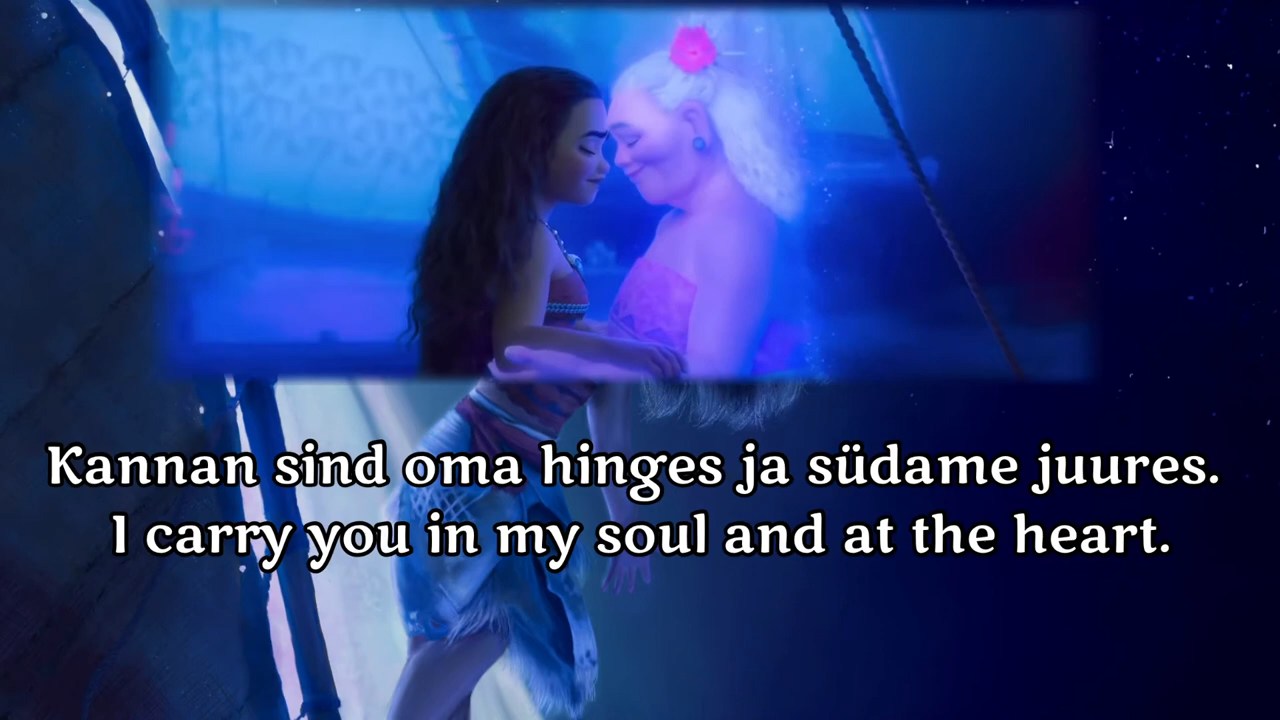 Kannan sind oma hinges ja südame juures.
I carry you in my soul and at the heart.